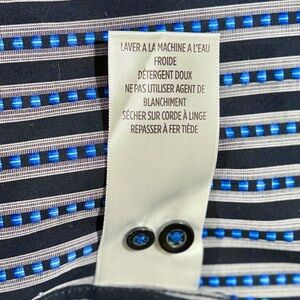 LAVER A LA MACHINE A L'EAU
FROIDE
DÉTERGENT DOUX
NE PAS UTILISER AGENT DE
BLANCHIMENT
SÉCHER SUR CORDE À LINGE
REPASSER À FER TIÈDE